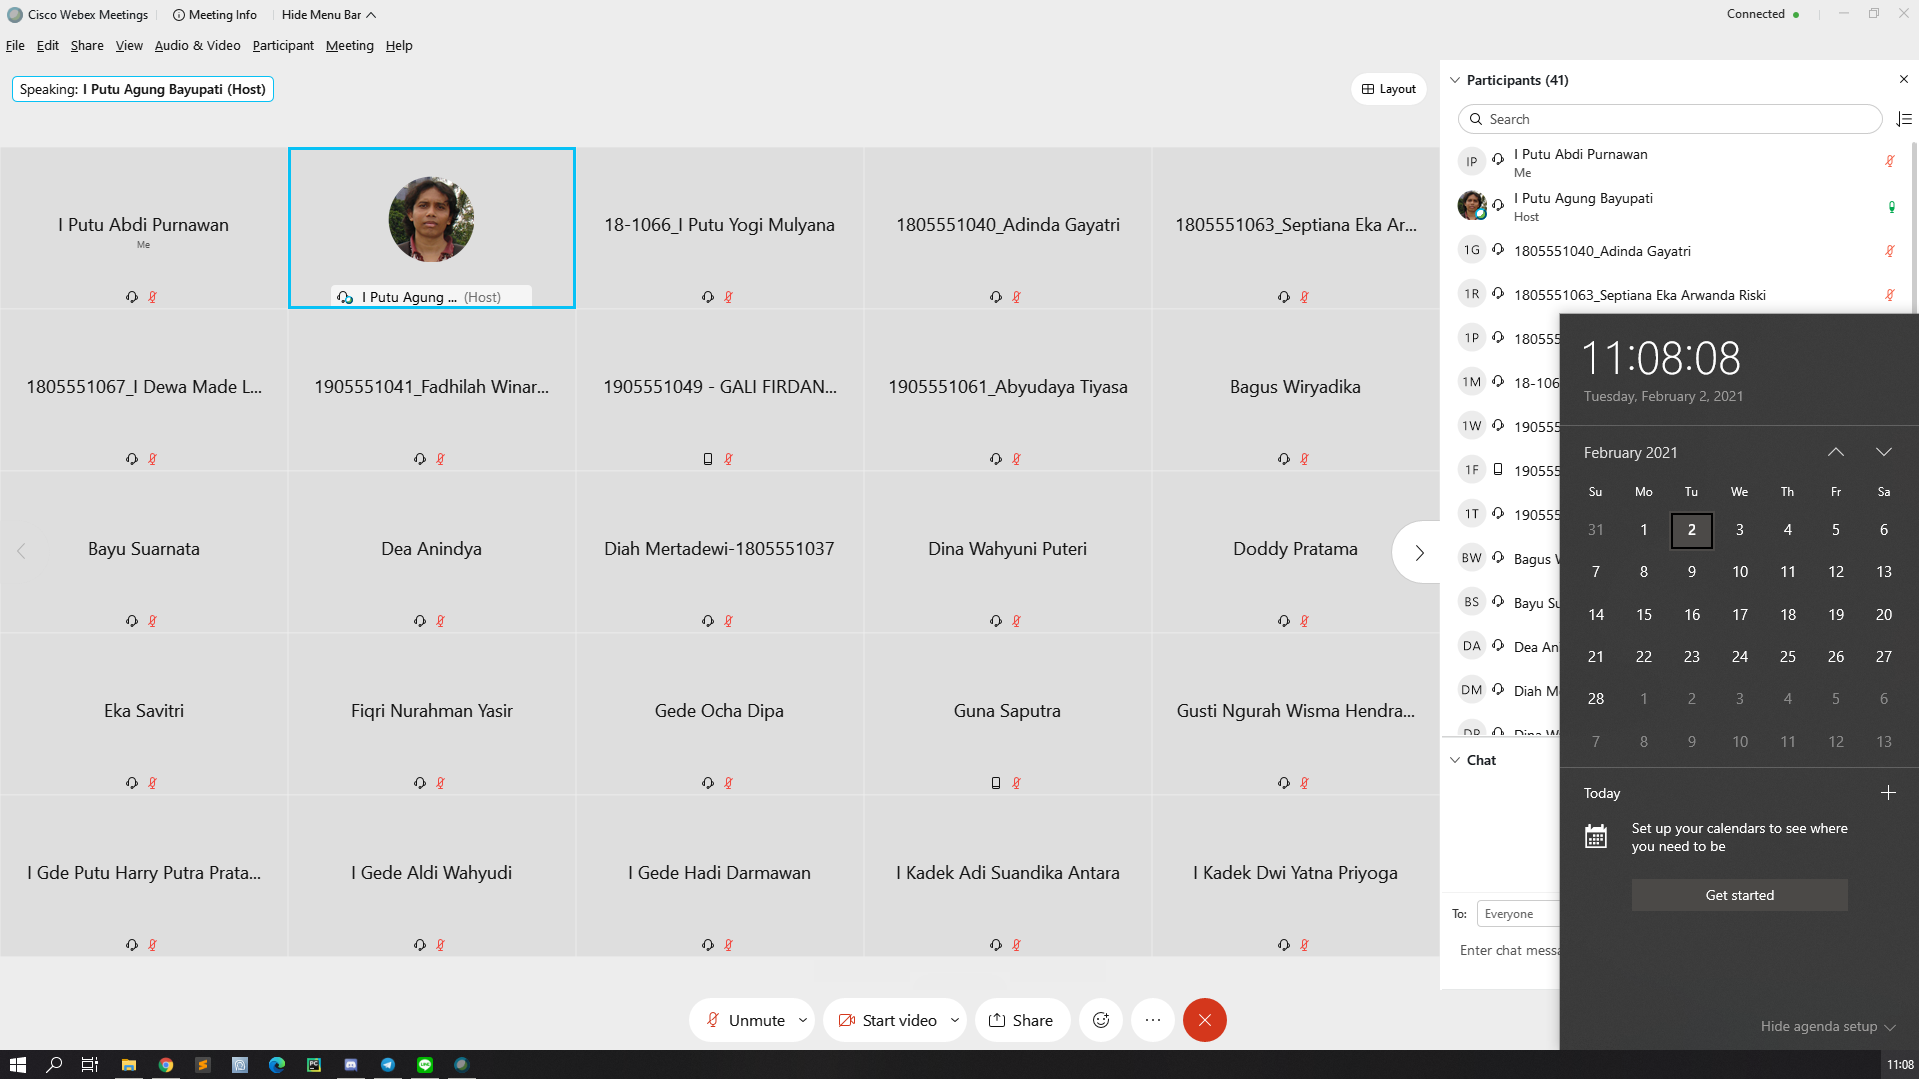 Cisco Webex Meetings
Meeting Info
Hide Menu Bar
Connected
File Edit Share View Audio & Video Participant Meeting Help
Speaking: I Putu Agung Bayupati (Host)
Layout
I Putu Abdi Purnawan
Me
I Putu Agung ... (Host)
18-1066_I Putu Yogi Mulyana
1805551040_Adinda Gayatri
1805551063_Septiana Eka Ar...
1805551067_I Dewa Made L...
1905551041_Fadhilah Winar...
1905551049 - GALI FIRDAN...
1905551061_Abyudaya Tiyasa
Bagus Wiryadika
Bayu Suarnata
Dea Anindya
Diah Mertadewi-1805551037
Dina Wahyuni Puteri
Doddy Pratama
Eka Savitri
Fiqri Nurahman Yasir
Gede Ocha Dipa
Guna Saputra
Gusti Ngurah Wisma Hendra...
I Gde Putu Harry Putra Prata...
I Gede Aldi Wahyudi
I Gede Hadi Darmawan
I Kadek Adi Suandika Antara
I Kadek Dwi Yatna Priyoga
Unmute
Start video
Share
Participants (41)
Search
IP I Putu Abdi Purnawan
Me
I Putu Agung Bayupati
Host
1G 1805551040_Adinda Gayatri
1R 1805551063_Septiana Eka Arwanda Riski
1P 180555
1M 18-106
1W 190555
1F 190555
1T 190555
BW Bagus W
BS Bayu Su
DA Dea An
DM Diah M
DP Dina W
Chat
To: Everyone
Enter chat messa
11:08:08
Tuesday, February 2, 2021
February 2021
Su Mo Tu We Th Fr Sa
31 1 2 3 4 5 6
7 8 9 10 11 12 13
14 15 16 17 18 19 20
21 22 23 24 25 26 27
28 1 2 3 4 5 6
7 8 9 10 11 12 13
Today
Set up your calendars to see where
you need to be
Get started
Hide agenda setup
11:08